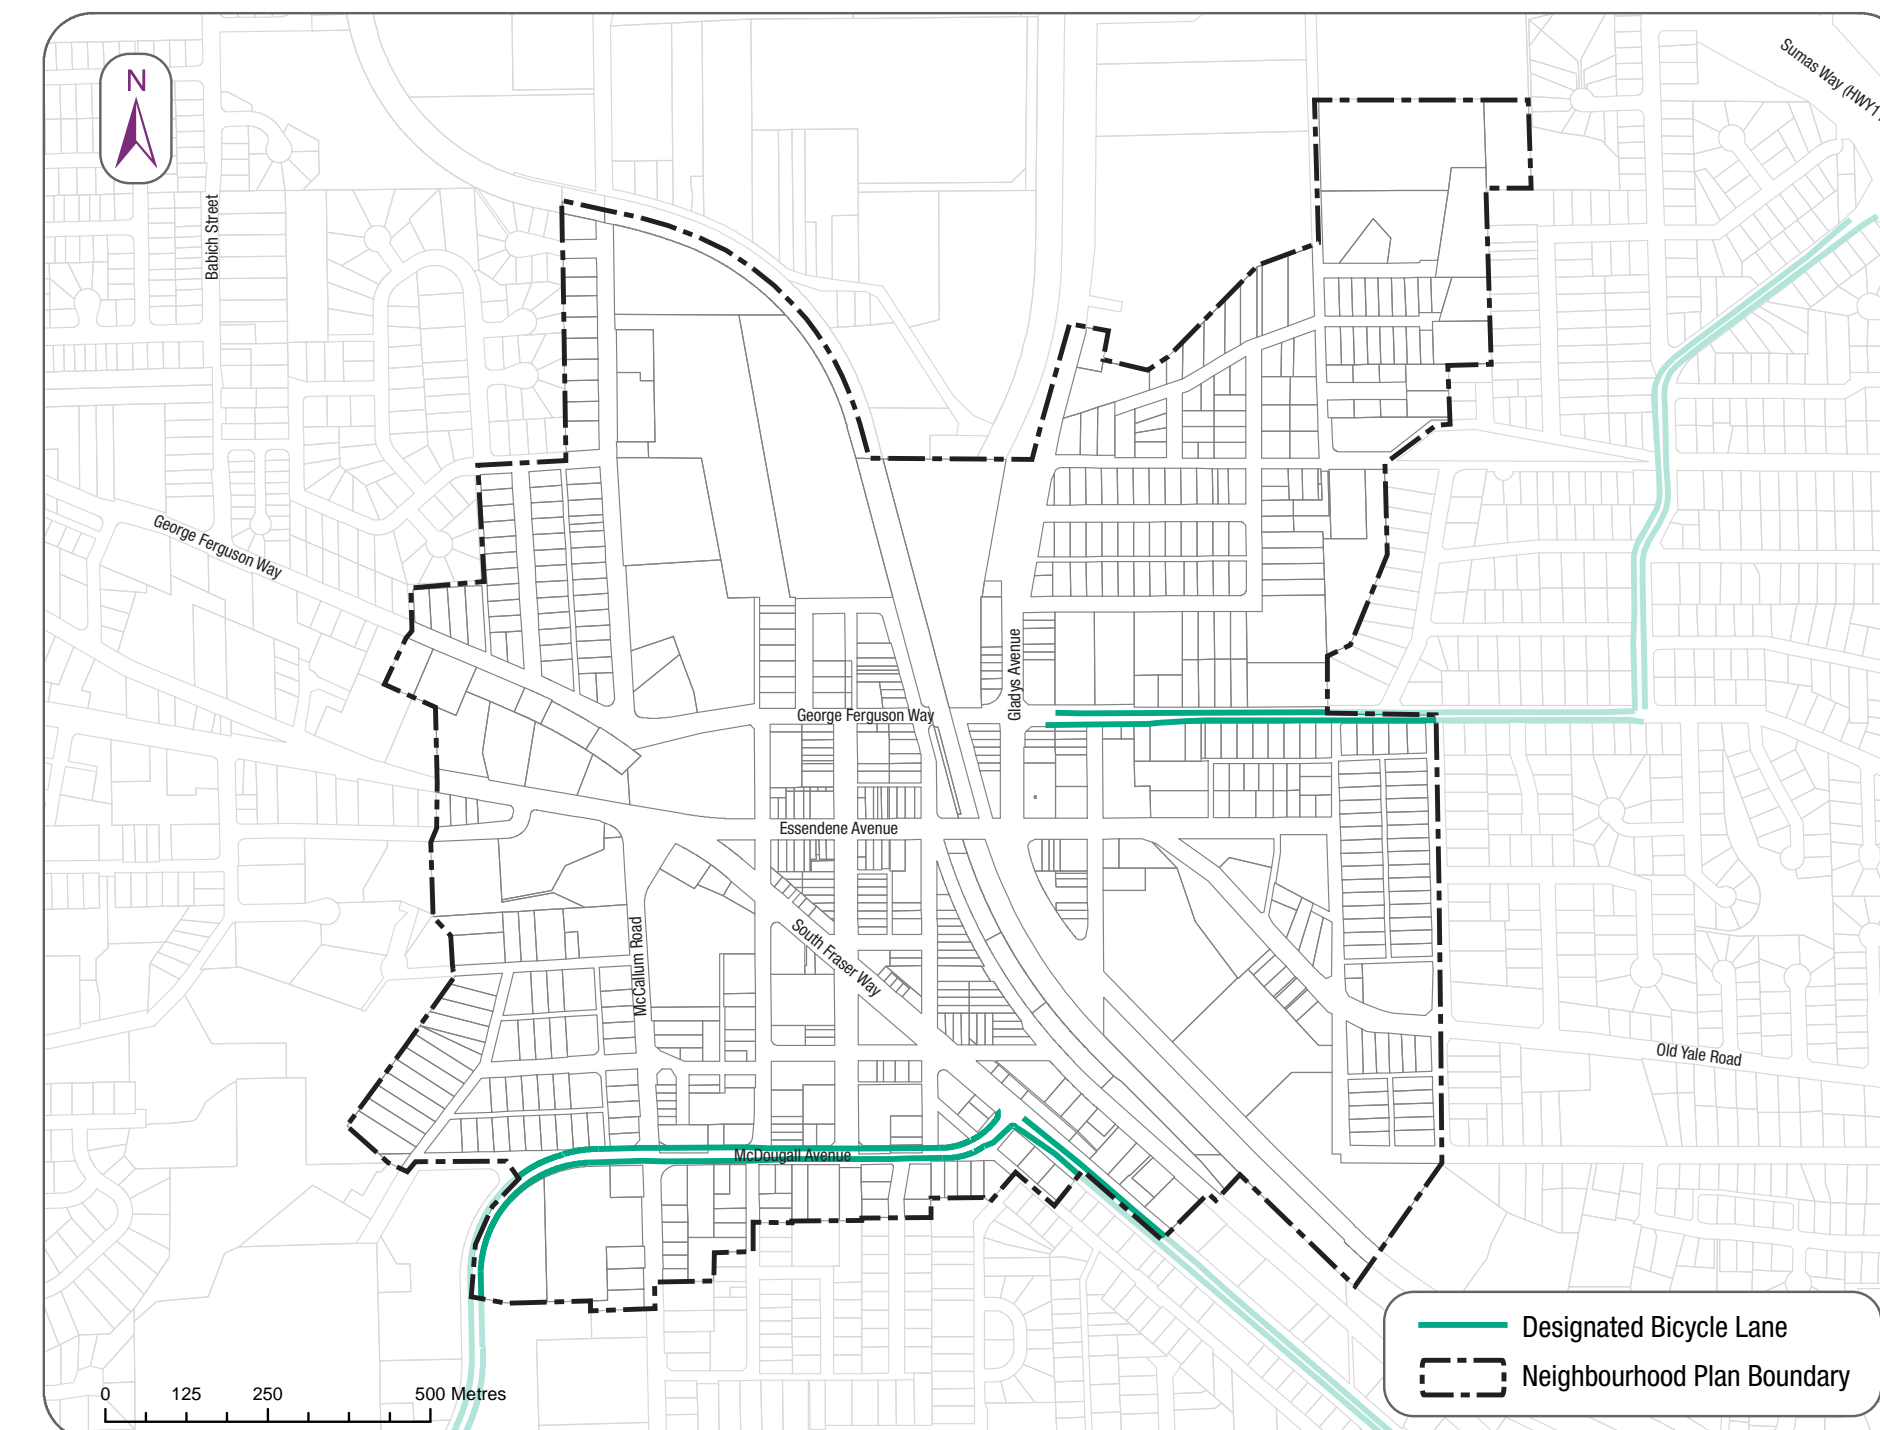 N
Sumas Way (HWY11
Babich Street
George Ferguson Way
Gladys Avenue
George Ferguson Way
Essendene Avenue
McCallum Road
South Fraser Way
Old Yale Road
McDougall Avenue
Designated Bicycle Lane
Neighbourhood Plan Boundary
0 125 250 500 Metres